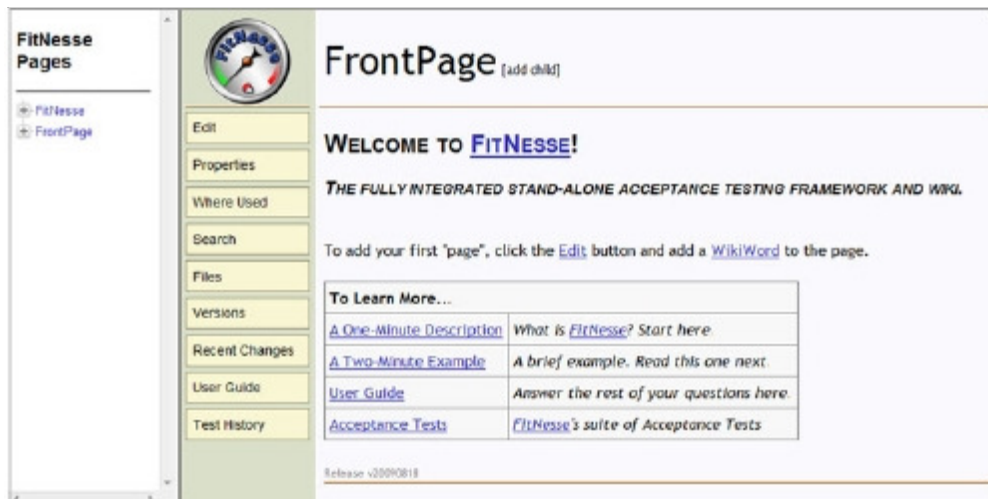 FitNesse
Pages
FitNesse
FrontPage
FitNesse
Edit
Properties
Where Used
Search
Files
Versions
Recent Changes
User Guide
Test History
FrontPage [add child]
WELCOME TO FITNESSE!
THE FULLY INTEGRATED STAND-ALONE ACCEPTANCE TESTING FRAMEWORK AND WIKI.
To add your first "page", click the Edit button and add a WikiWord to the page.
To Learn More...
A One-Minute Description What is FitNesse? Start here
A Two-Minute Example A brief example. Read this one next.
User Guide Answer the rest of your questions here.
Acceptance Tests FitNesse's suite of Acceptance Tests
Release v20090818